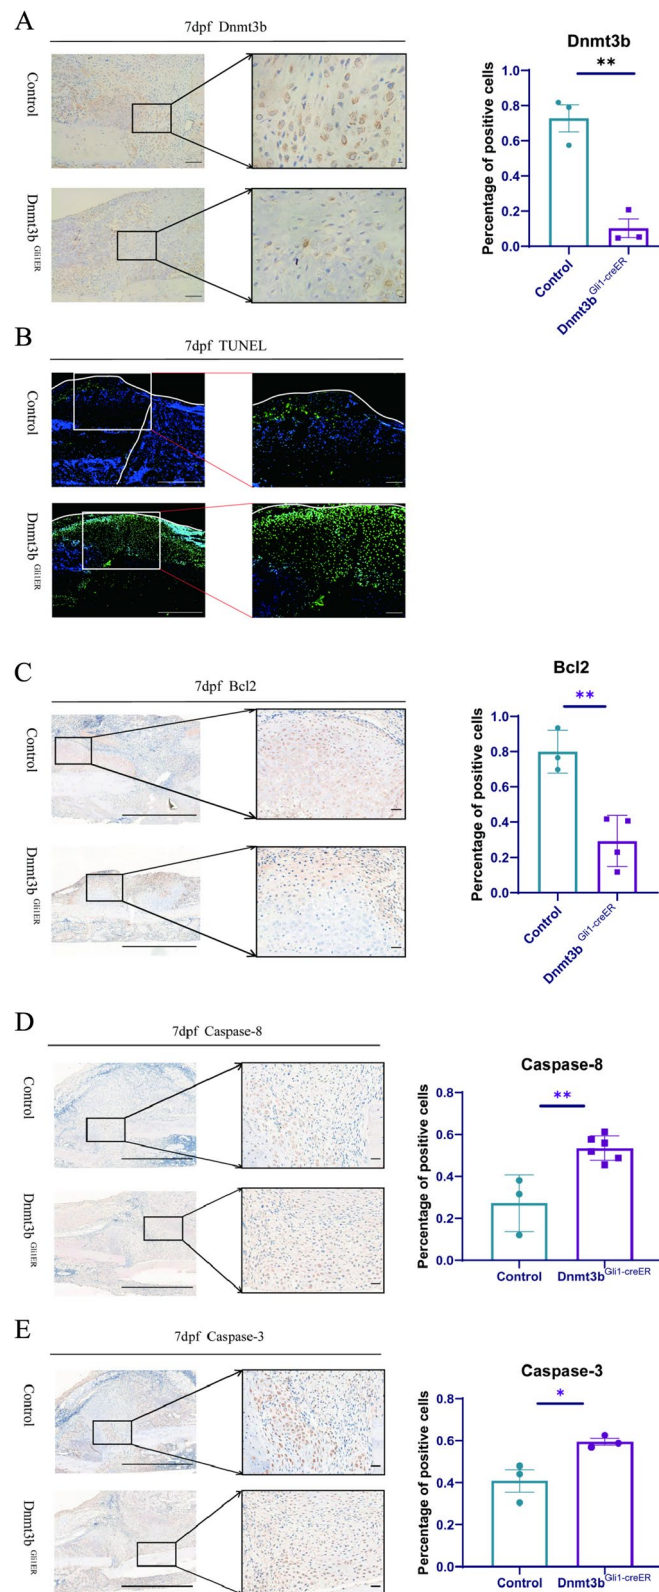 A
7dpf Dnmt3b
Control
Dnmt3b Gli1ER
Dnmt3b
**
Percentage of positive cells
1.0
0.8
0.6
0.4
0.2
0.0
Control
Dnmt3b Gli1-creER
B
7dpf TUNEL
Control
Dnmt3b Gli1ER
C
7dpf Bcl2
Control
Dnmt3b Gli1ER
Bcl2
**
Percentage of positive cells
1.0
0.8
0.6
0.4
0.2
0.0
Control
Dnmt3b Gli1-creER
D
7dpf Caspase-8
Control
Dnmt3b Gli1ER
Caspase-8
**
Percentage of positive cells
0.8
0.6
0.4
0.2
0.0
Control
Dnmt3b Gli1-creER
E
7dpf Caspase-3
Control
Dnmt3b Gli1ER
Caspase-3
*
Percentage of positive cells
0.8
0.6
0.4
0.2
0.0
Control
Dnmt3b Gli1-creER